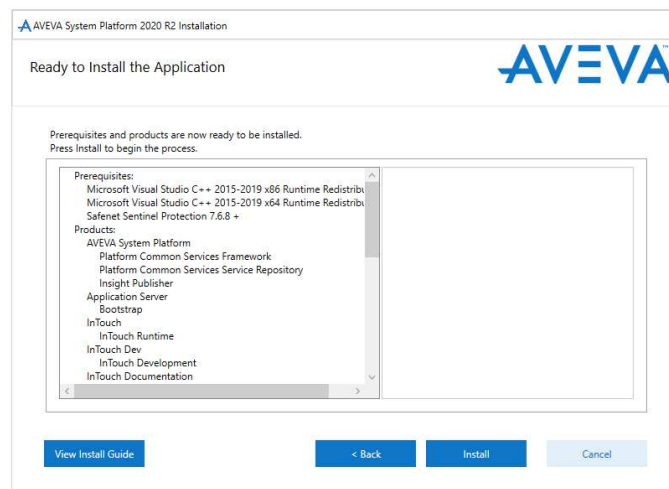 AVEVA System Platform 2020 R2 Installation
Ready to Install the Application
AVEVA™
Prerequisites and products are now ready to be installed.
Press Install to begin the process.
Prerequisites:
Microsoft Visual Studio C++ 2015-2019 x86 Runtime Redistribu
Microsoft Visual Studio C++ 2015-2019 x64 Runtime Redistribu
Safenet Sentinel Protection 7.6.8 +
Products:
AVEVA System Platform
Platform Common Services Framework
Platform Common Services Service Repository
Insight Publisher
Application Server
Bootstrap
InTouch
InTouch Runtime
InTouch Dev
InTouch Development
InTouch Documentation
View Install Guide
< Back
Install
Cancel